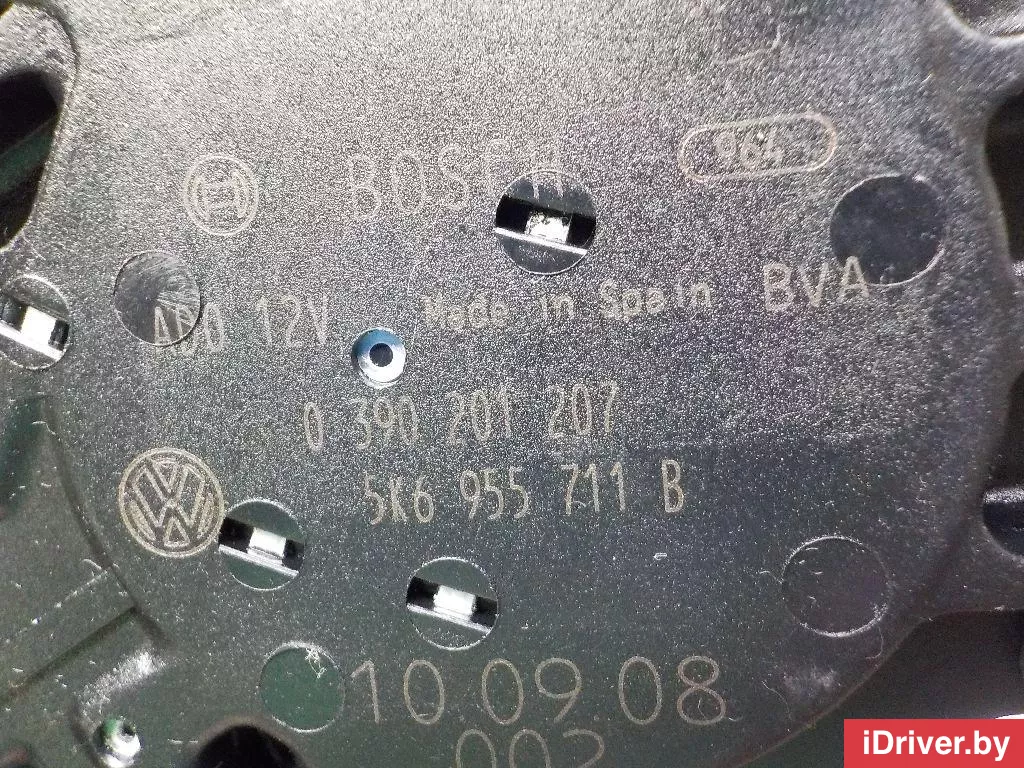 964
BOSCH
Made in Spain BVA
12V
0 390 201 207
5K6 955 711 B
10.09.08
002
iDriver.by